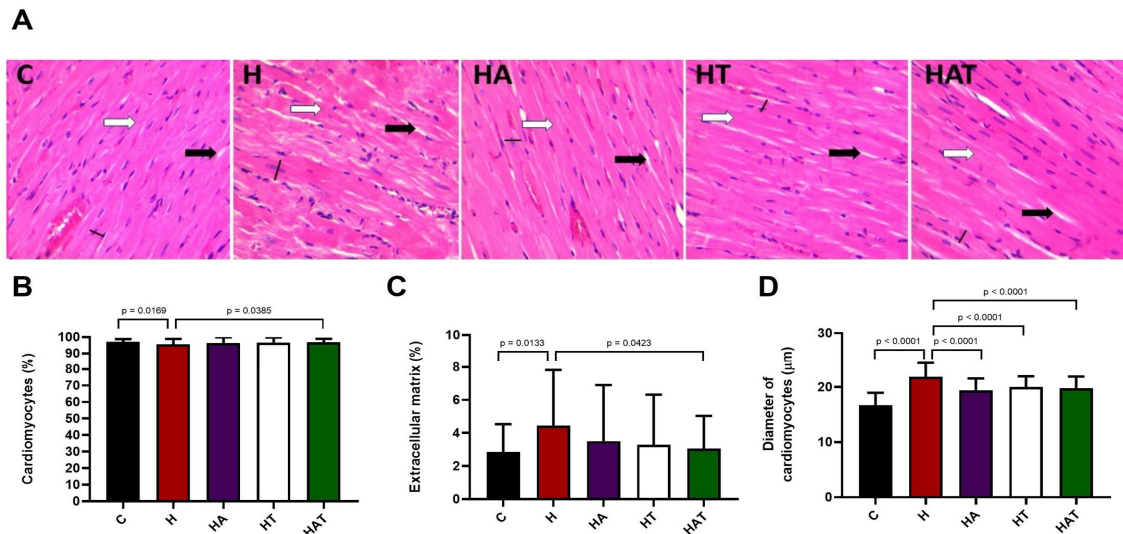 A
C H HA HT HAT
B
p = 0.0169
p = 0.0385
Cardiomyocytes (%)
100
90
80
70
60
50
40
30
20
10
0
C H HA HT HAT
C
p = 0.0133
p = 0.0423
Extracellular matrix (%)
10
8
6
4
2
0
C H HA HT HAT
D
p < 0.0001
p < 0.0001
p < 0.0001 p < 0.0001
Diameter of
cardiomyocytes (μm)
30
20
10
0
C H HA HT HAT